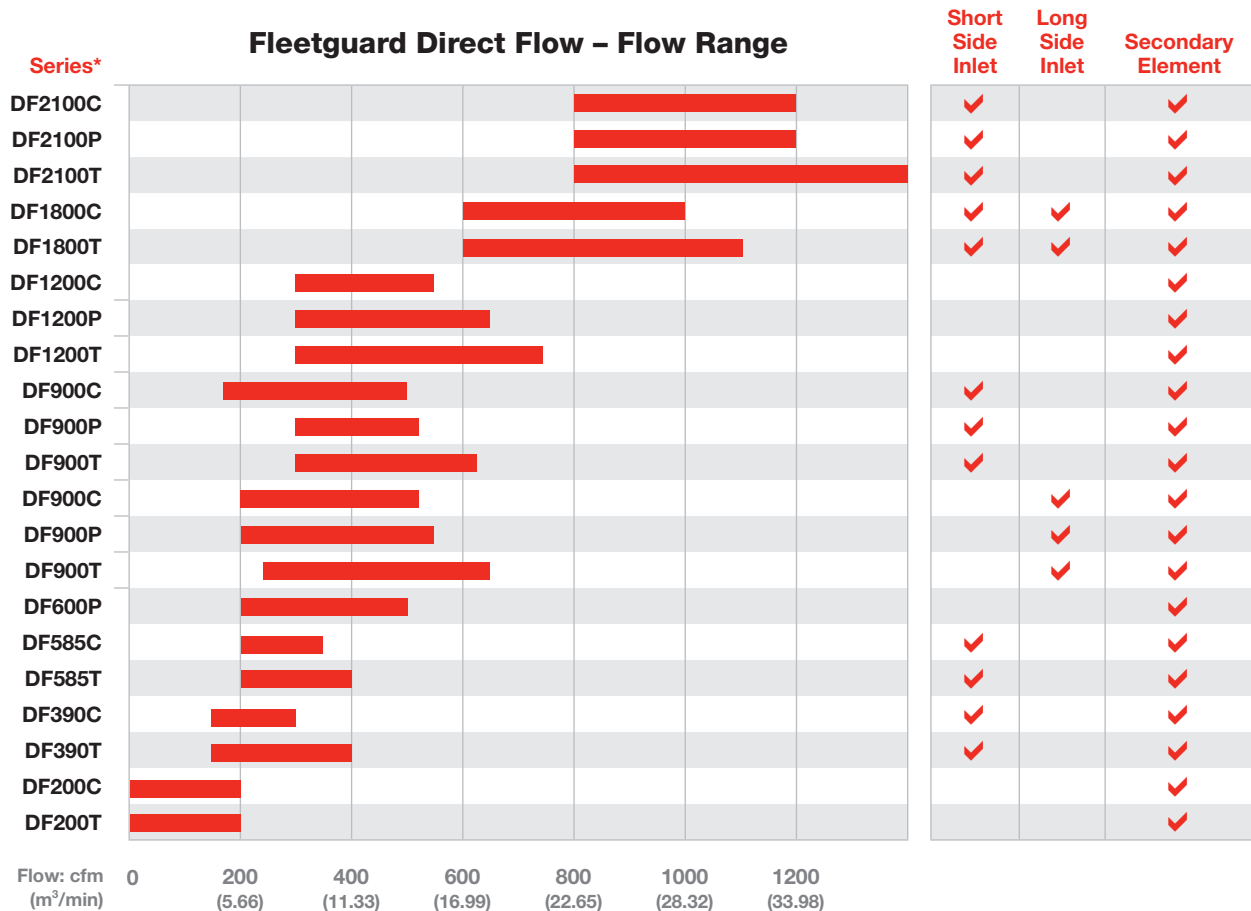 Fleetguard Direct Flow – Flow Range
Series*
Short
Side
Inlet
Long
Side
Inlet
Secondary
Element
DF2100C
DF2100P
DF2100T
DF1800C
DF1800T
DF1200C
DF1200P
DF1200T
DF900C
DF900P
DF900T
DF900C
DF900P
DF900T
DF600P
DF585C
DF585T
DF390C
DF390T
DF200C
DF200T
Flow: cfm 0 200 400 600 800 1000 1200
(m³/min) (5.66) (11.33) (16.99) (22.65) (28.32) (33.98)